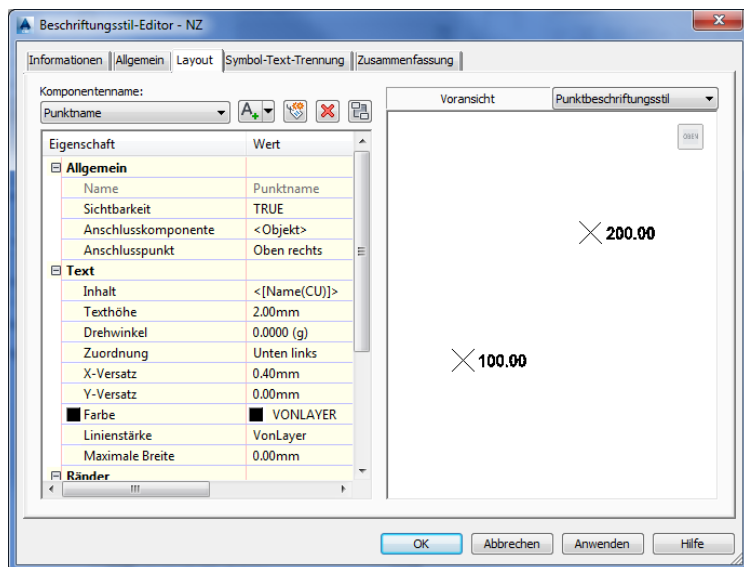 Beschriftungsstil-Editor - NZ
Informationen Allgemein Layout Symbol-Text-Trennung Zusammenfassung
Komponentenname:
Punktname
Voransicht Punktbeschriftungsstil
Eigenschaft Wert
Allgemein
Name Punktname
Sichtbarkeit TRUE
Anschlusskomponente <Objekt>
Anschlusspunkt Oben rechts
Text
Inhalt <[Name(CU)]>
Texthöhe 2.00mm
Drehwinkel 0.0000 (g)
Zuordnung Unten links
X-Versatz 0.40mm
Y-Versatz 0.00mm
Farbe VONLAYER
Linienstärke VonLayer
Maximale Breite 0.00mm
Ränder
OBEN
200.00
100.00
OK Abbrechen Anwenden Hilfe